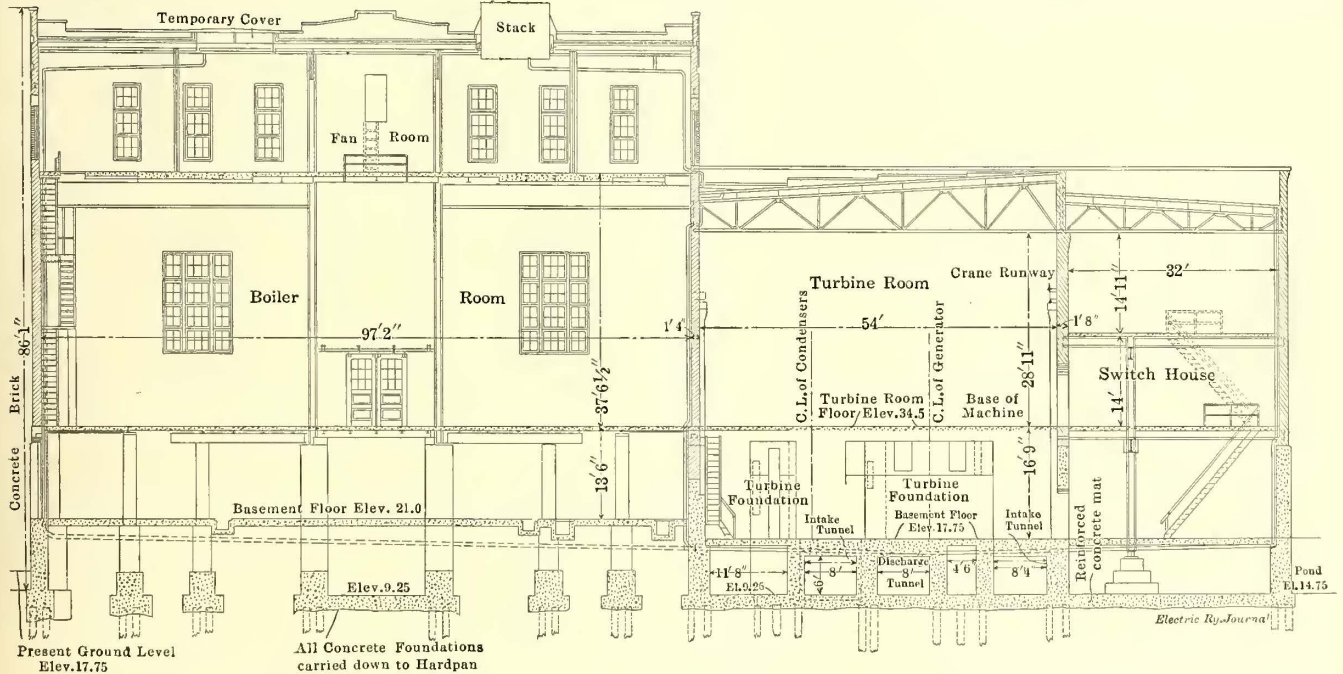 Temporary Cover
Stack
Fan Room
Boiler Room
97'2"
86'1"
Brick
Concrete
37'6½"
13'6"
Basement Floor Elev. 21.0
Elev.9.25
Present Ground Level
Elev.17.75
All Concrete Foundations
carried down to Hardpan
Turbine Room
Crane Runway
1'4"
54'
1'8"
32'
14'11"
14'
28'11"
16'9"
C.L. of Condensers
C.L. of Generator
Turbine Room
Floor Elev.34.5
Base of
Machine
Switch House
Turbine
Foundation
Turbine
Foundation
Intake
Tunnel
Basement Floor
Elev.17.75
Intake
Tunnel
Reinforced
concrete mat
11'8"
El.9.25
6'
8'
Discharge
8'
Tunnel
4'6"
8'4"
Pond
El.14.75
Electric Ry. Journal